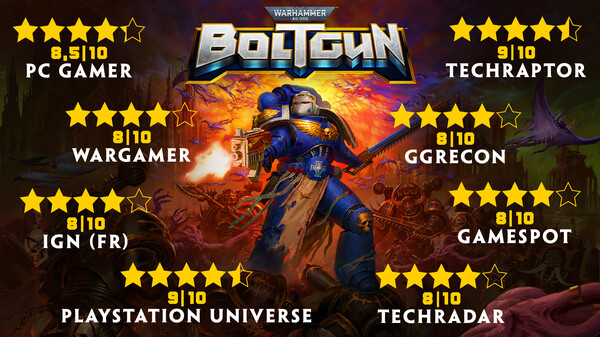 WARHAMMER
40,000
BOLTGUN
8,5|10
PC GAMER
9|10
TECHRAPTOR
8|10
WARGAMER
8|10
GGRECON
8|10
IGN (FR)
8|10
GAMESPOT
9|10
PLAYSTATION UNIVERSE
8|10
TECHRADAR